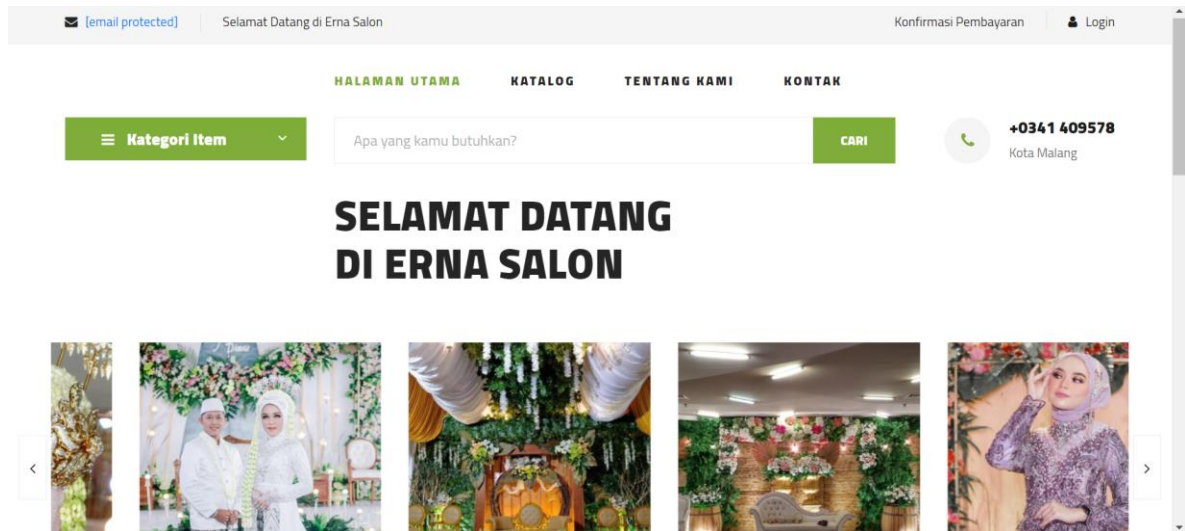 [email protected]
Selamat Datang di Erna Salon
Konfirmasi Pembayaran
Login
HALAMAN UTAMA
KATALOG
TENTANG KAMI
KONTAK
Kategori Item
Apa yang kamu butuhkan?
CARI
+0341 409578
Kota Malang
SELAMAT DATANG
DI ERNA SALON